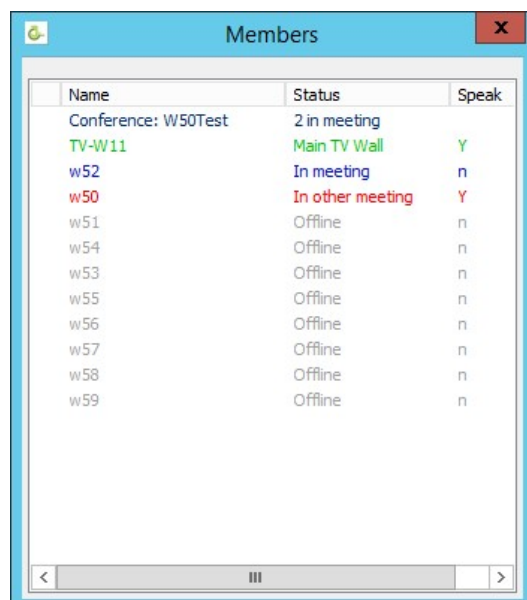 Members
x
Name Status Speak
Conference: W50Test 2 in meeting
TV-W11 Main TV Wall Y
w52 In meeting n
w50 In other meeting Y
w51 Offline n
w54 Offline n
w53 Offline n
w55 Offline n
w56 Offline n
w57 Offline n
w58 Offline n
w59 Offline n